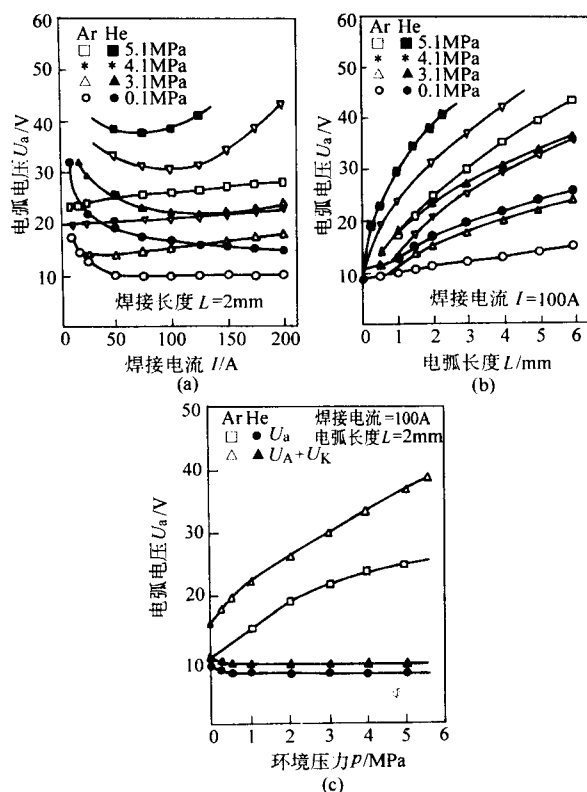 Ar He
□ ■ 5.1MPa
* * 4.1MPa
△ ▲ 3.1MPa
○ ● 0.1MPa
60
50
40
30
20
10
0 50 100 150 200
电弧电压Ua/V
焊接长度 L=2mm
焊接电流 I/A
(a)
Ar He
□ ■ 5.1MPa
* * 4.1MPa
△ ▲ 3.1MPa
○ ● 0.1MPa
60
50
40
30
20
10
0 1 2 3 4 5 6
电弧电压Ua/V
焊接电流 I=100A
电弧长度 L/mm
(b)
Ar He
□ ● Ua
△ ▲ UA+UK
焊接电流=100A
电弧长度L=2mm
50
40
30
20
10
0 1 2 3 4 5 6
电弧电压Ua/V
环境压力p/MPa
(c)